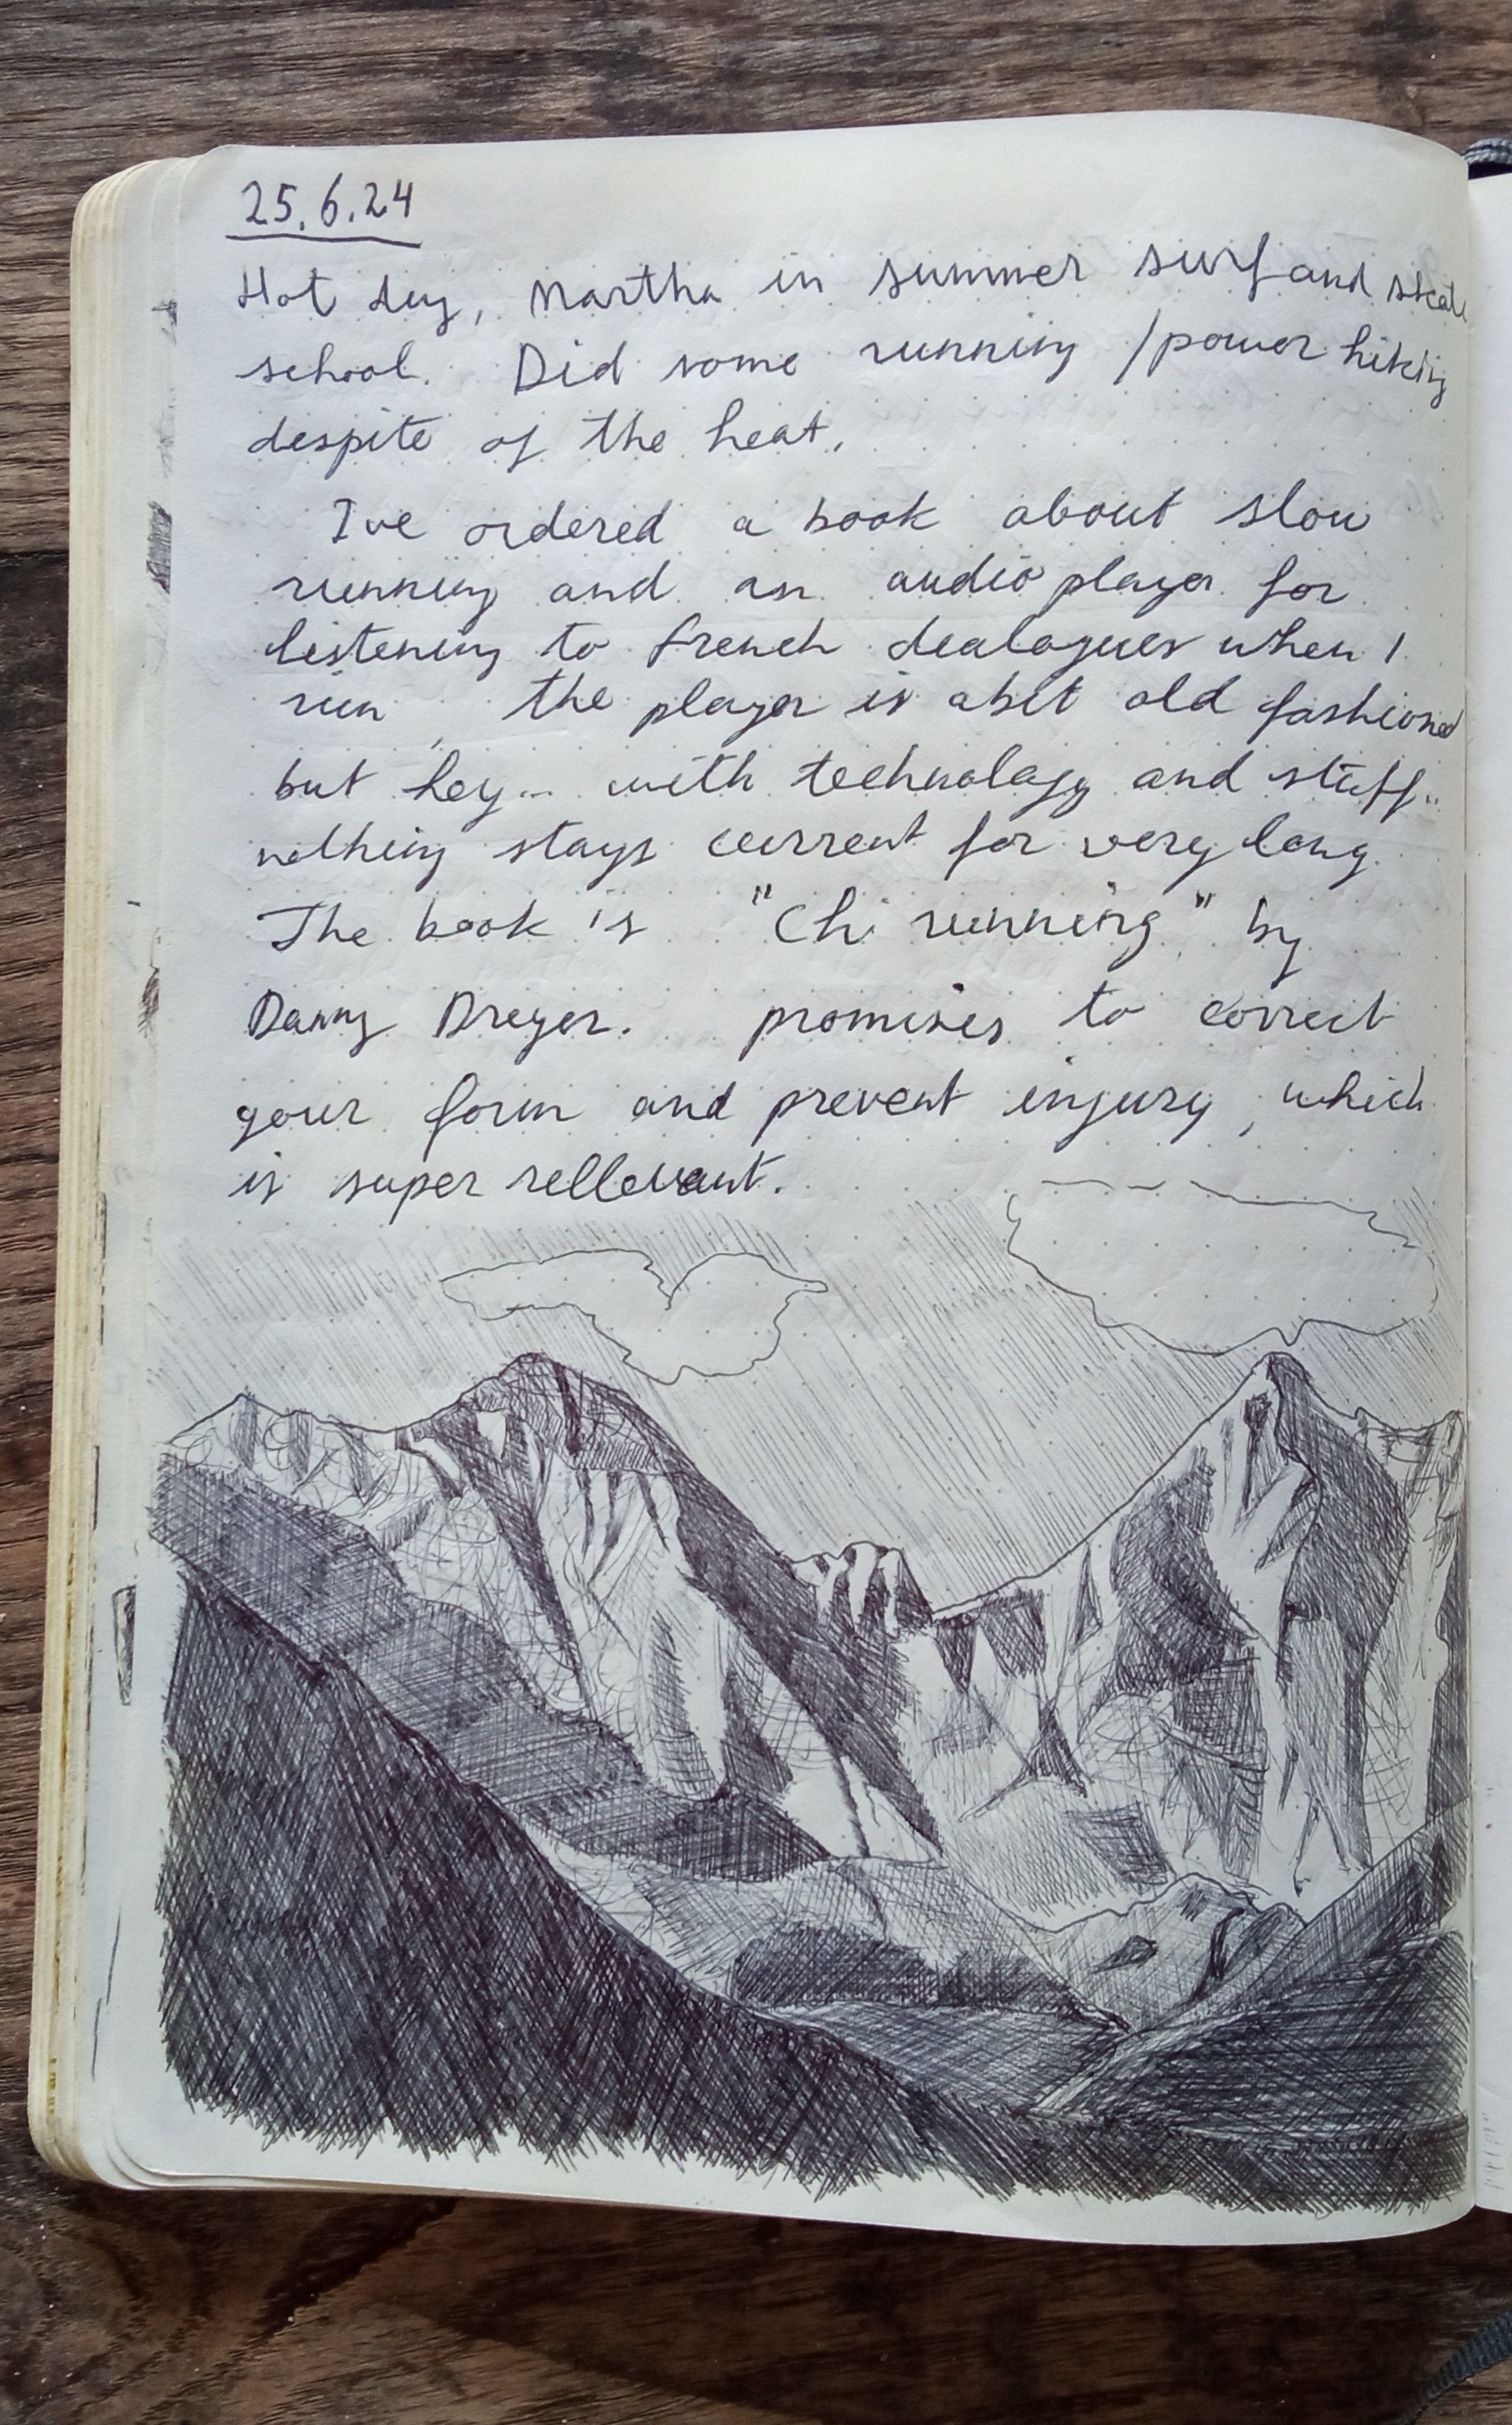 25.6.24
Hot day, Martha in summer surf and skate
school. Did some running / power hiking
despite of the heat.
I've ordered a book about slow
running and an audio player for
listening to french dealogues when I
run, the player is abit old fashioned
but hey... with technology and stuff..
nothing stays current for very long
The book is "Chi running" by
Danny Dreyer. promises to correct
your form and prevent injury, which
is super rellevant.